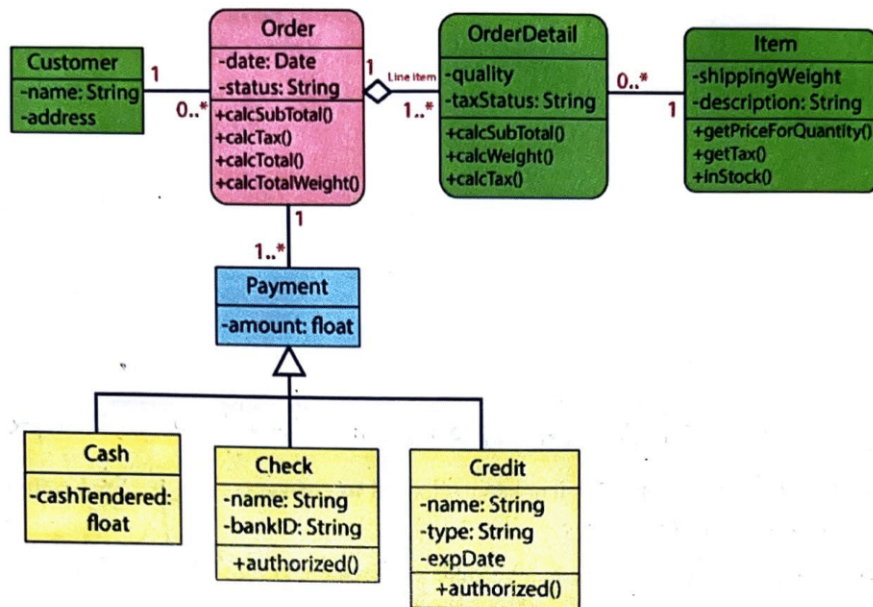 Customer
-name: String
-address
1
0..*
Order
-date: Date
-status: String
+calcSubTotal()
+calcTax()
+calcTotal()
+calcTotalWeight()
1
Line item
1..*
OrderDetail
-quality
-taxStatus: String
+calcSubTotal()
+calcWeight()
+calcTax()
0..*
1
Item
-shippingWeight
-description: String
+getPriceForQuantity()
+getTax()
+inStock()
1
1..*
Payment
-amount: float
Cash
-cashTendered:
float
Check
-name: String
-bankID: String
+authorized()
Credit
-name: String
-type: String
-expDate
+authorized()